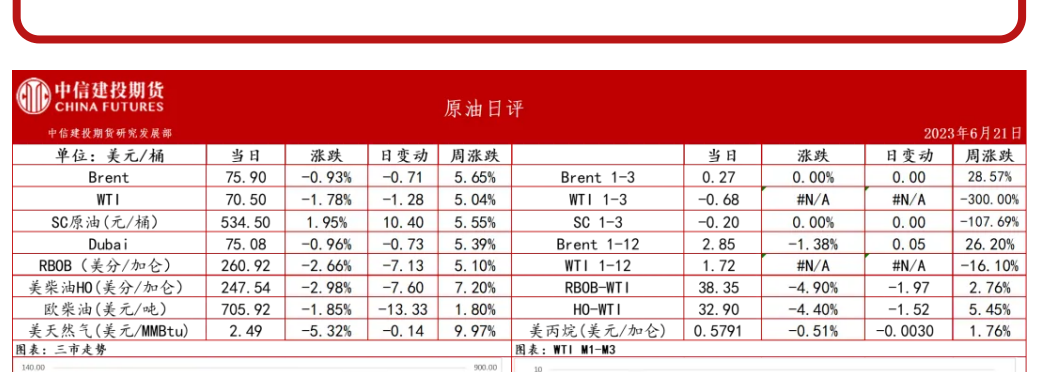 中信建投期货
CHINA FUTURES
原油日评
中信建投期货研究发展部 2023年6月21日
单位：美元/桶 当日 涨跌 日变动 周涨跌 当日 涨跌 日变动 周涨跌
Brent 75.90 -0.93% -0.71 5.65% Brent 1-3 0.27 0.00% 0.00 28.57%
WTI 70.50 -1.78% -1.28 5.04% WTI 1-3 -0.68 #N/A #N/A -300.00%
SC原油(元/桶) 534.50 1.95% 10.40 5.55% SC 1-3 -0.20 0.00% 0.00 -107.69%
Dubai 75.08 -0.96% -0.73 5.39% Brent 1-12 2.85 -1.38% 0.05 26.20%
RBOB（美分/加仑) 260.92 -2.66% -7.13 5.10% WTI 1-12 1.72 #N/A #N/A -16.10%
美柴油HO(美分/加仑) 247.54 -2.98% -7.60 7.20% RBOB-WTI 38.35 -4.90% -1.97 2.76%
欧柴油(美元/吨) 705.92 -1.85% -13.33 1.80% HO-WTI 32.90 -4.40% -1.52 5.45%
美天然气(美元/MMBtu) 2.49 -5.32% -0.14 9.97% 美丙烷(美元/加仑) 0.5791 -0.51% -0.0030 1.76%
图表：三市走势 图表：WTI M1-M3
140.00 900.00 10